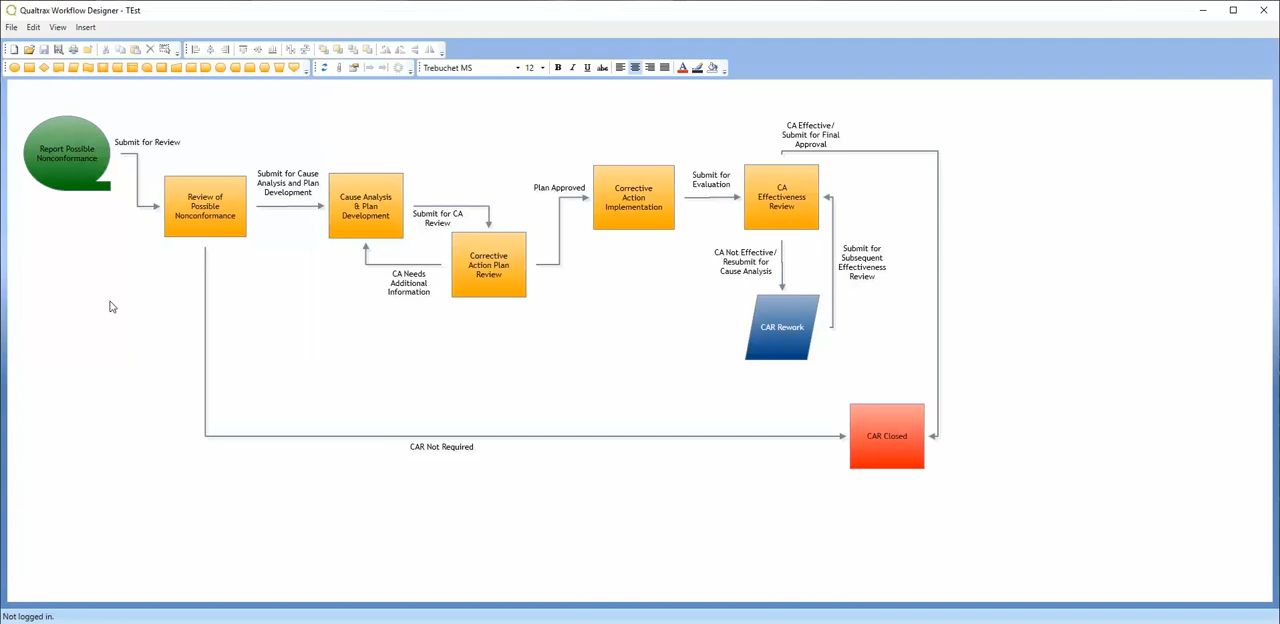 Qualtrax Workflow Designer - TEst
File Edit View Insert
Trebuchet MS 12 B I U abc A
CA Effective/
Submit for Final
Approval
Report Possible
Nonconformance
Submit for Review
Submit for Cause
Analysis and Plan
Development
Review of
Possible
Nonconformance
Cause Analysis
& Plan
Development
Submit for CA
Review
CA Needs
Additional
Information
Corrective
Action Plan
Review
Plan Approved
Corrective
Action
Implementation
Submit for
Evaluation
CA
Effectiveness
Review
CA Not Effective/
Resubmit for
Cause Analysis
Submit for
Subsequent
Effectiveness
Review
CAR Rework
CAR Not Required
CAR Closed
Not logged in.